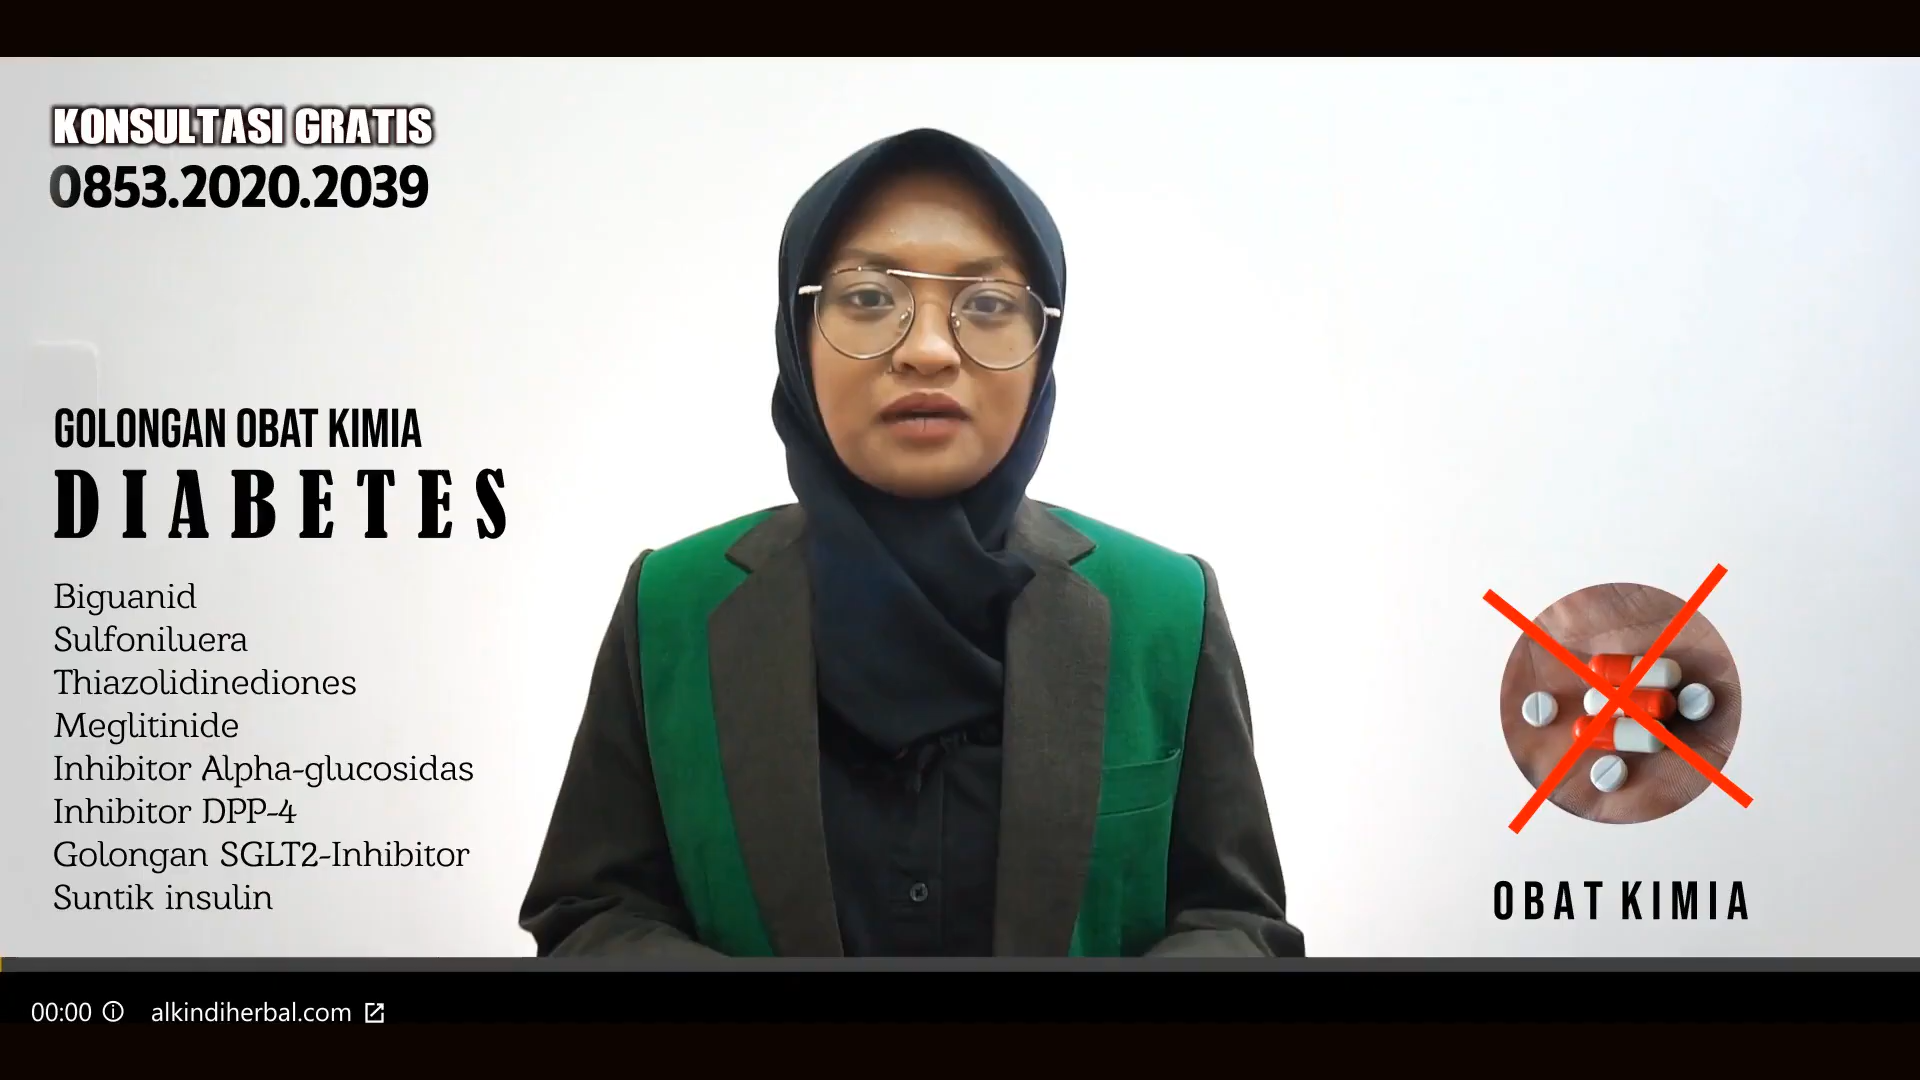 KONSULTASI GRATIS
0853.2020.2039
GOLONGAN OBAT KIMIA
DIABETES
Biguanid
Sulfoniluera
Thiazolidinediones
Meglitinide
Inhibitor Alpha-glucosidas
Inhibitor DPP-4
Golongan SGLT2-Inhibitor
Suntik insulin
OBAT KIMIA
00:00 alkindiherbal.com